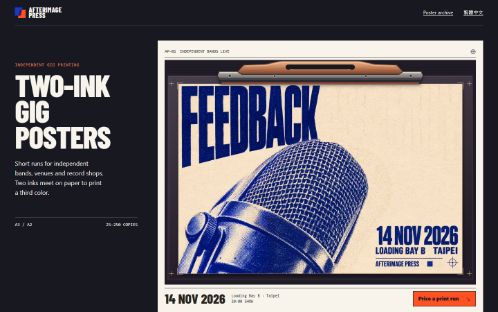 AFTERIMAGE
PRESS
Poster archive
繁體中文
INDEPENDENT GIG PRINTING
TWO-INK
GIG
POSTERS
Short runs for independent
bands, venues and record shops.
Two inks meet on paper to print
a third color.
A3 / A2
25–250 COPIES
AP-01 INDEPENDENT BANDS LIVE
FEEDBACK
14 NOV 2026
LOADING BAY B TAIPEI
AFTERIMAGE PRESS
14 NOV 2026
Loading Bay B · Taipei
Price a print run